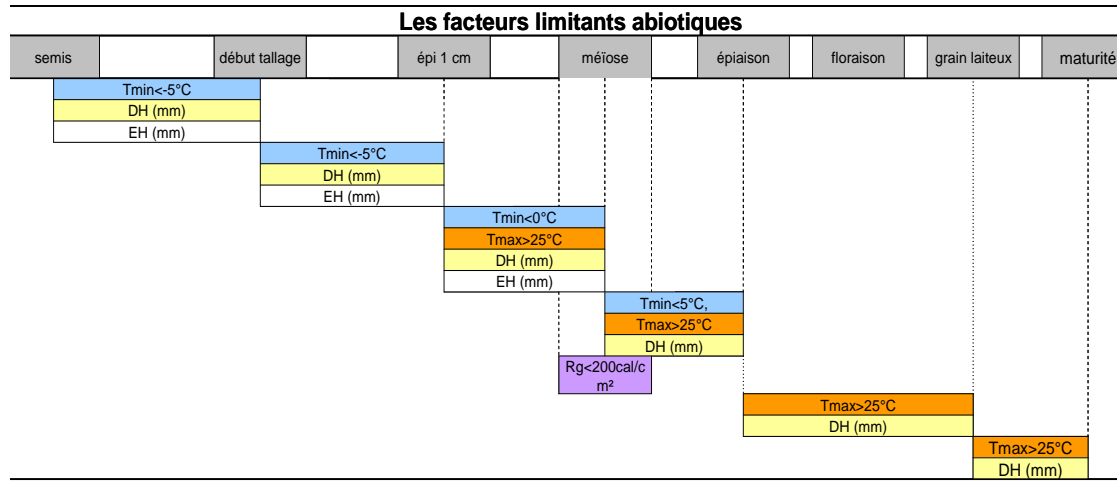 Les facteurs limitants abiotiques
semis début tallage épi 1 cm méïose épiaison floraison grain laiteux maturité
Tmin<-5°C
DH (mm)
EH (mm)
Tmin<-5°C
DH (mm)
EH (mm)
Tmin<0°C
Tmax>25°C
DH (mm)
EH (mm)
Tmin<5°C,
Tmax>25°C
DH (mm)
Rg<200cal/c
m²
Tmax>25°C
DH (mm)
Tmax>25°C
DH (mm)